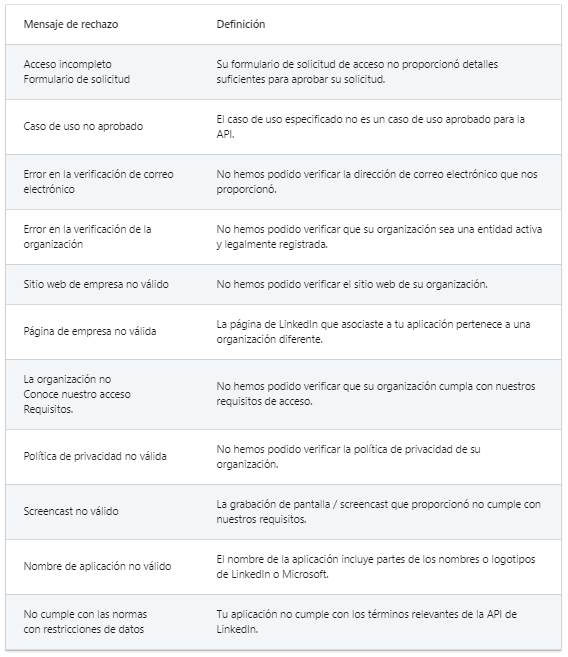 Mensaje de rechazo
Definición
Acceso incompleto
Formulario de solicitud
Su formulario de solicitud de acceso no proporcionó detalles
suficientes para aprobar su solicitud.
Caso de uso no aprobado
El caso de uso especificado no es un caso de uso aprobado para la
API.
Error en la verificación de correo
electrónico
No hemos podido verificar la dirección de correo electrónico que nos
proporcionó.
Error en la verificación de la
organización
No hemos podido verificar que su organización sea una entidad activa
y legalmente registrada.
Sitio web de empresa no válido
No hemos podido verificar el sitio web de su organización.
Página de empresa no válida
La página de LinkedIn que asociaste a tu aplicación pertenece a una
organización diferente.
La organización no
Conoce nuestro acceso
Requisitos.
No hemos podido verificar que su organización cumpla con nuestros
requisitos de acceso.
Política de privacidad no válida
No hemos podido verificar la política de privacidad de su
organización.
Screencast no válido
La grabación de pantalla / screencast que proporcionó no cumple con
nuestros requisitos.
Nombre de aplicación no válido
El nombre de la aplicación incluye partes de los nombres o logotipos
de LinkedIn o Microsoft.
No cumple con las normas
con restricciones de datos
Tu aplicación no cumple con los términos relevantes de la API de
LinkedIn.